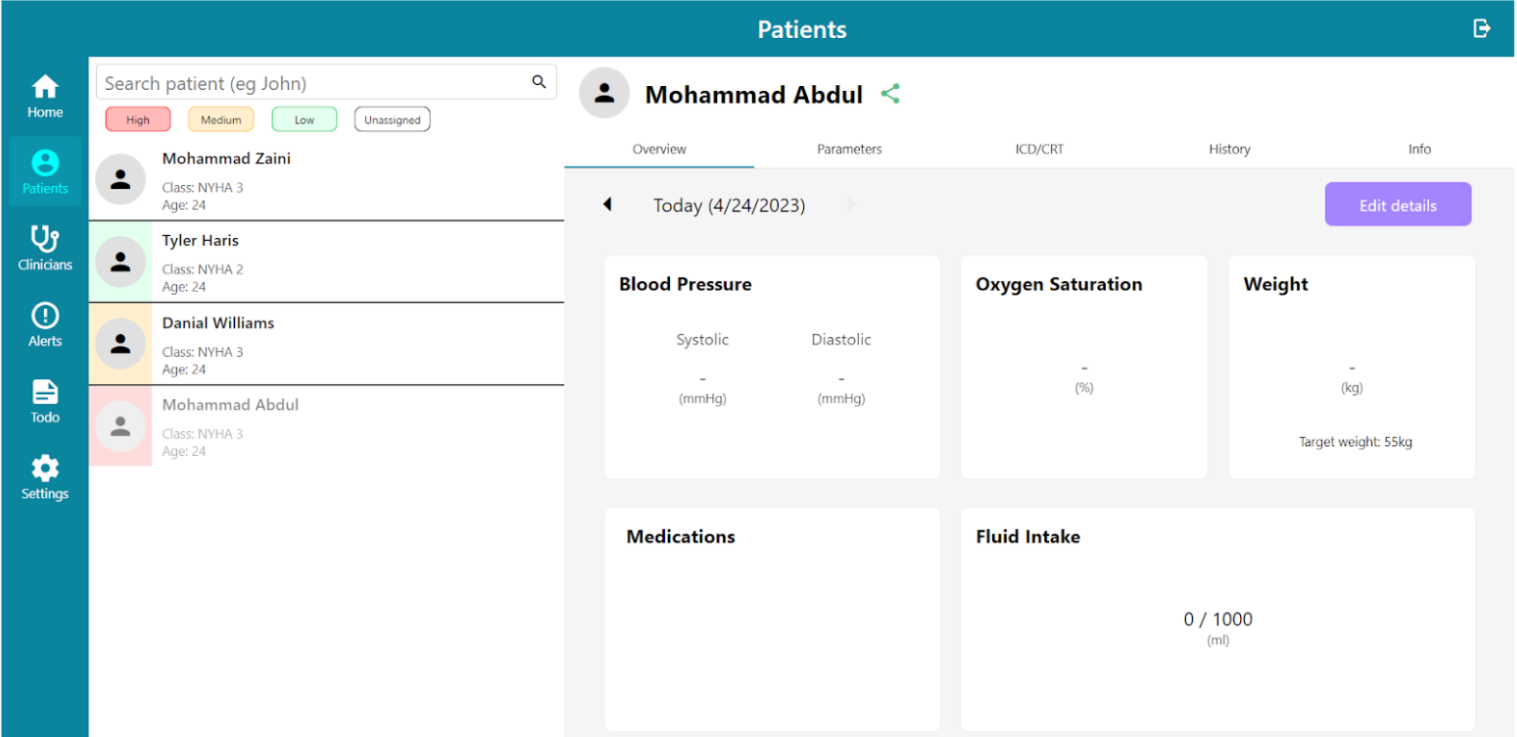 Patients
Home
Patients
Clinicians
Alerts
Todo
Settings
Search patient (eg John)
High Medium Low Unassigned
Mohammad Zaini
Class: NYHA 3
Age: 24
Tyler Haris
Class: NYHA 2
Age: 24
Danial Williams
Class: NYHA 3
Age: 24
Mohammad Abdul
Class: NYHA 3
Age: 24
Mohammad Abdul
Overview Parameters ICD/CRT History Info
Today (4/24/2023) Edit details
Blood Pressure
Systolic Diastolic
- -
(mmHg) (mmHg)
Oxygen Saturation
-
(%)
Weight
-
(kg)
Target weight: 55kg
Medications
Fluid Intake
0 / 1000
(ml)